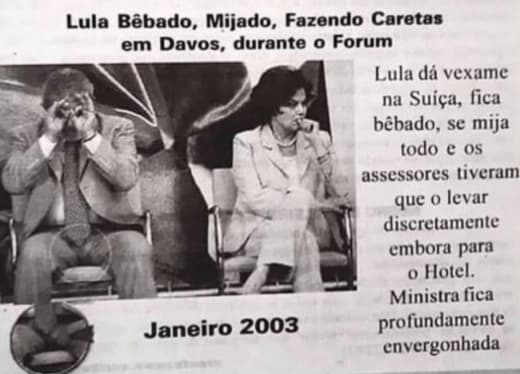 Lula Bêbado, Mijado, Fazendo Caretas
em Davos, durante o Forum
Lula dá vexame
na Suíça, fica
bêbado, se mija
todo e os
assessores tiveram
que o levar
discretamente
embora para
o Hotel.
Ministra fica
profundamente
envergonhada
Janeiro 2003